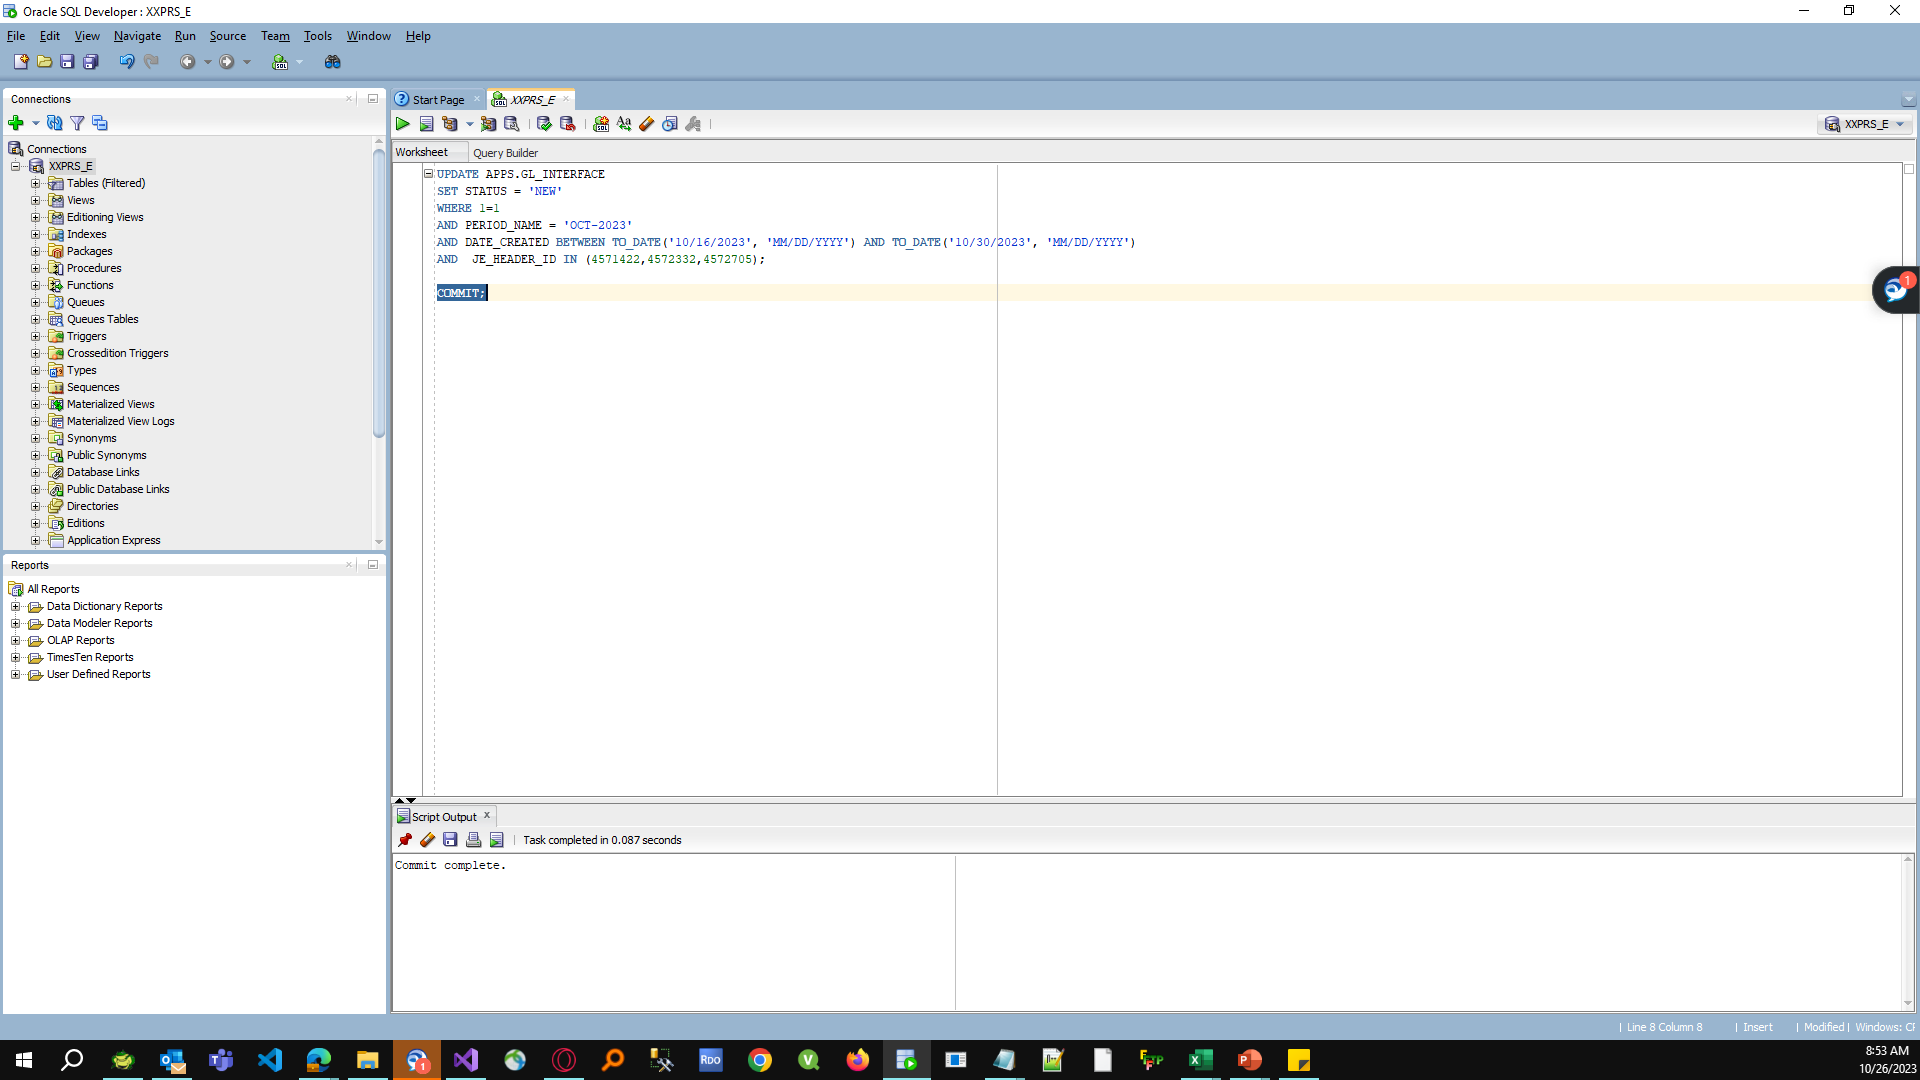 Oracle SQL Developer : XXPRS_E
File Edit View Navigate Run Source Team Tools Window Help
Connections
Start Page
XXPRS_E
XXPRS_E
Worksheet Query Builder
Connections
XXPRS_E
Tables (Filtered)
Views
Editioning Views
Indexes
Packages
Procedures
Functions
Queues
Queues Tables
Triggers
Crossedition Triggers
Types
Sequences
Materialized Views
Materialized View Logs
Synonyms
Public Synonyms
Database Links
Public Database Links
Directories
Editions
Application Express
UPDATE APPS.GL_INTERFACE
SET STATUS = 'NEW'
WHERE 1=1
AND PERIOD_NAME = 'OCT-2023'
AND DATE_CREATED BETWEEN TO_DATE('10/16/2023', 'MM/DD/YYYY') AND TO_DATE('10/30/2023', 'MM/DD/YYYY')
AND  JE_HEADER_ID IN (4571422,4572332,4572705);
COMMIT;
1
Reports
All Reports
Data Dictionary Reports
Data Modeler Reports
OLAP Reports
TimesTen Reports
User Defined Reports
Script Output
Task completed in 0.087 seconds
Commit complete.
Line 8 Column 8 | Insert | Modified | Windows: CF
1
RDO
8:53 AM
10/26/2023